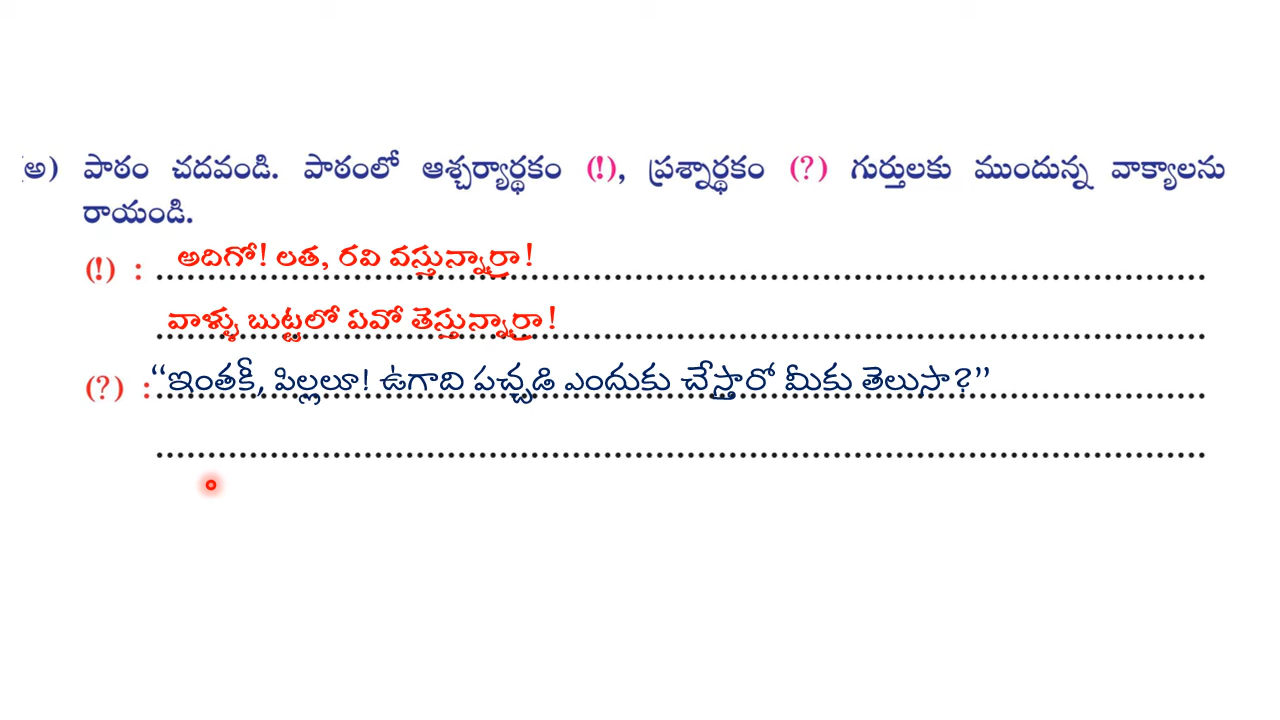 అ) పాఠం చదవండి. పాఠంలో ఆశ్చర్యార్థకం (!), ప్రశ్నార్థకం (?) గుర్తులకు ముందున్న వాక్యాలను
రాయండి.
(!) : అదిగో! లత, రవి వస్తున్నార్రా!
వాళ్ళు బుట్టలో ఏవో తెస్తున్నార్రా!
(?) : “ఇంతకీ, పిల్లలూ! ఉగాది పచ్చడి ఎందుకు చేస్తారో మీకు తెలుసా?”